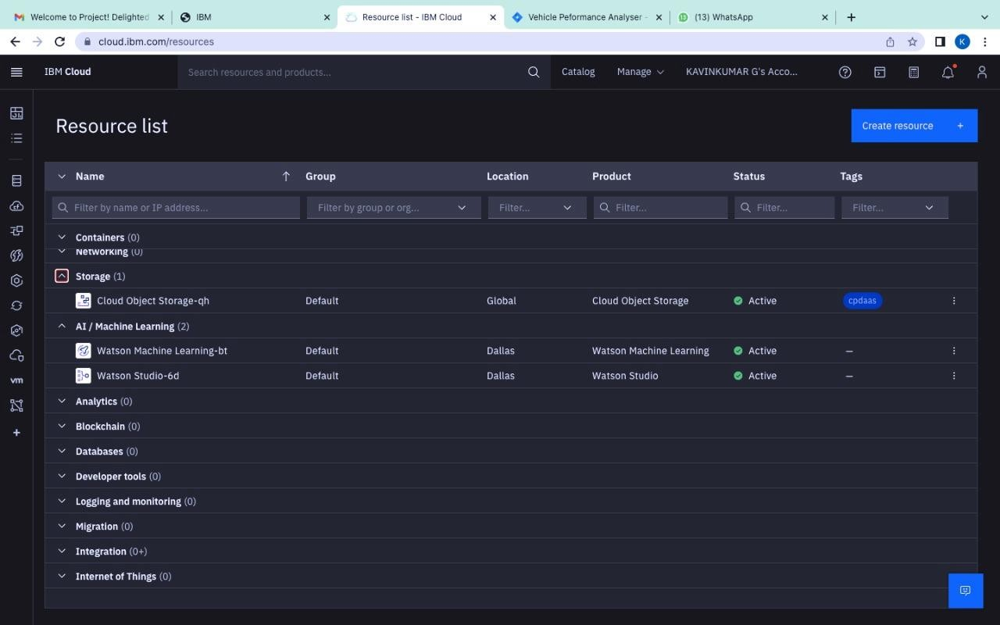 Welcome to Project! Delighted
IBM
Resource list - IBM Cloud
Vehicle Peformance Analyser -
(13) WhatsApp
cloud.ibm.com/resources
K
IBM Cloud
Search resources and products...
Catalog
Manage
KAVINKUMAR G's Acco...
Resource list
Create resource +
Name
Group
Location
Product
Status
Tags
Filter by name or IP address...
Filter by group or org...
Filter...
Filter...
Filter...
Filter...
Containers (0)
Networking (0)
Storage (1)
Cloud Object Storage-qh Default Global Cloud Object Storage Active cpdaas
AI / Machine Learning (2)
Watson Machine Learning-bt Default Dallas Watson Machine Learning Active –
Watson Studio-6d Default Dallas Watson Studio Active –
Analytics (0)
Blockchain (0)
Databases (0)
Developer tools (0)
Logging and monitoring (0)
Migration (0)
Integration (0+)
Internet of Things (0)
vm